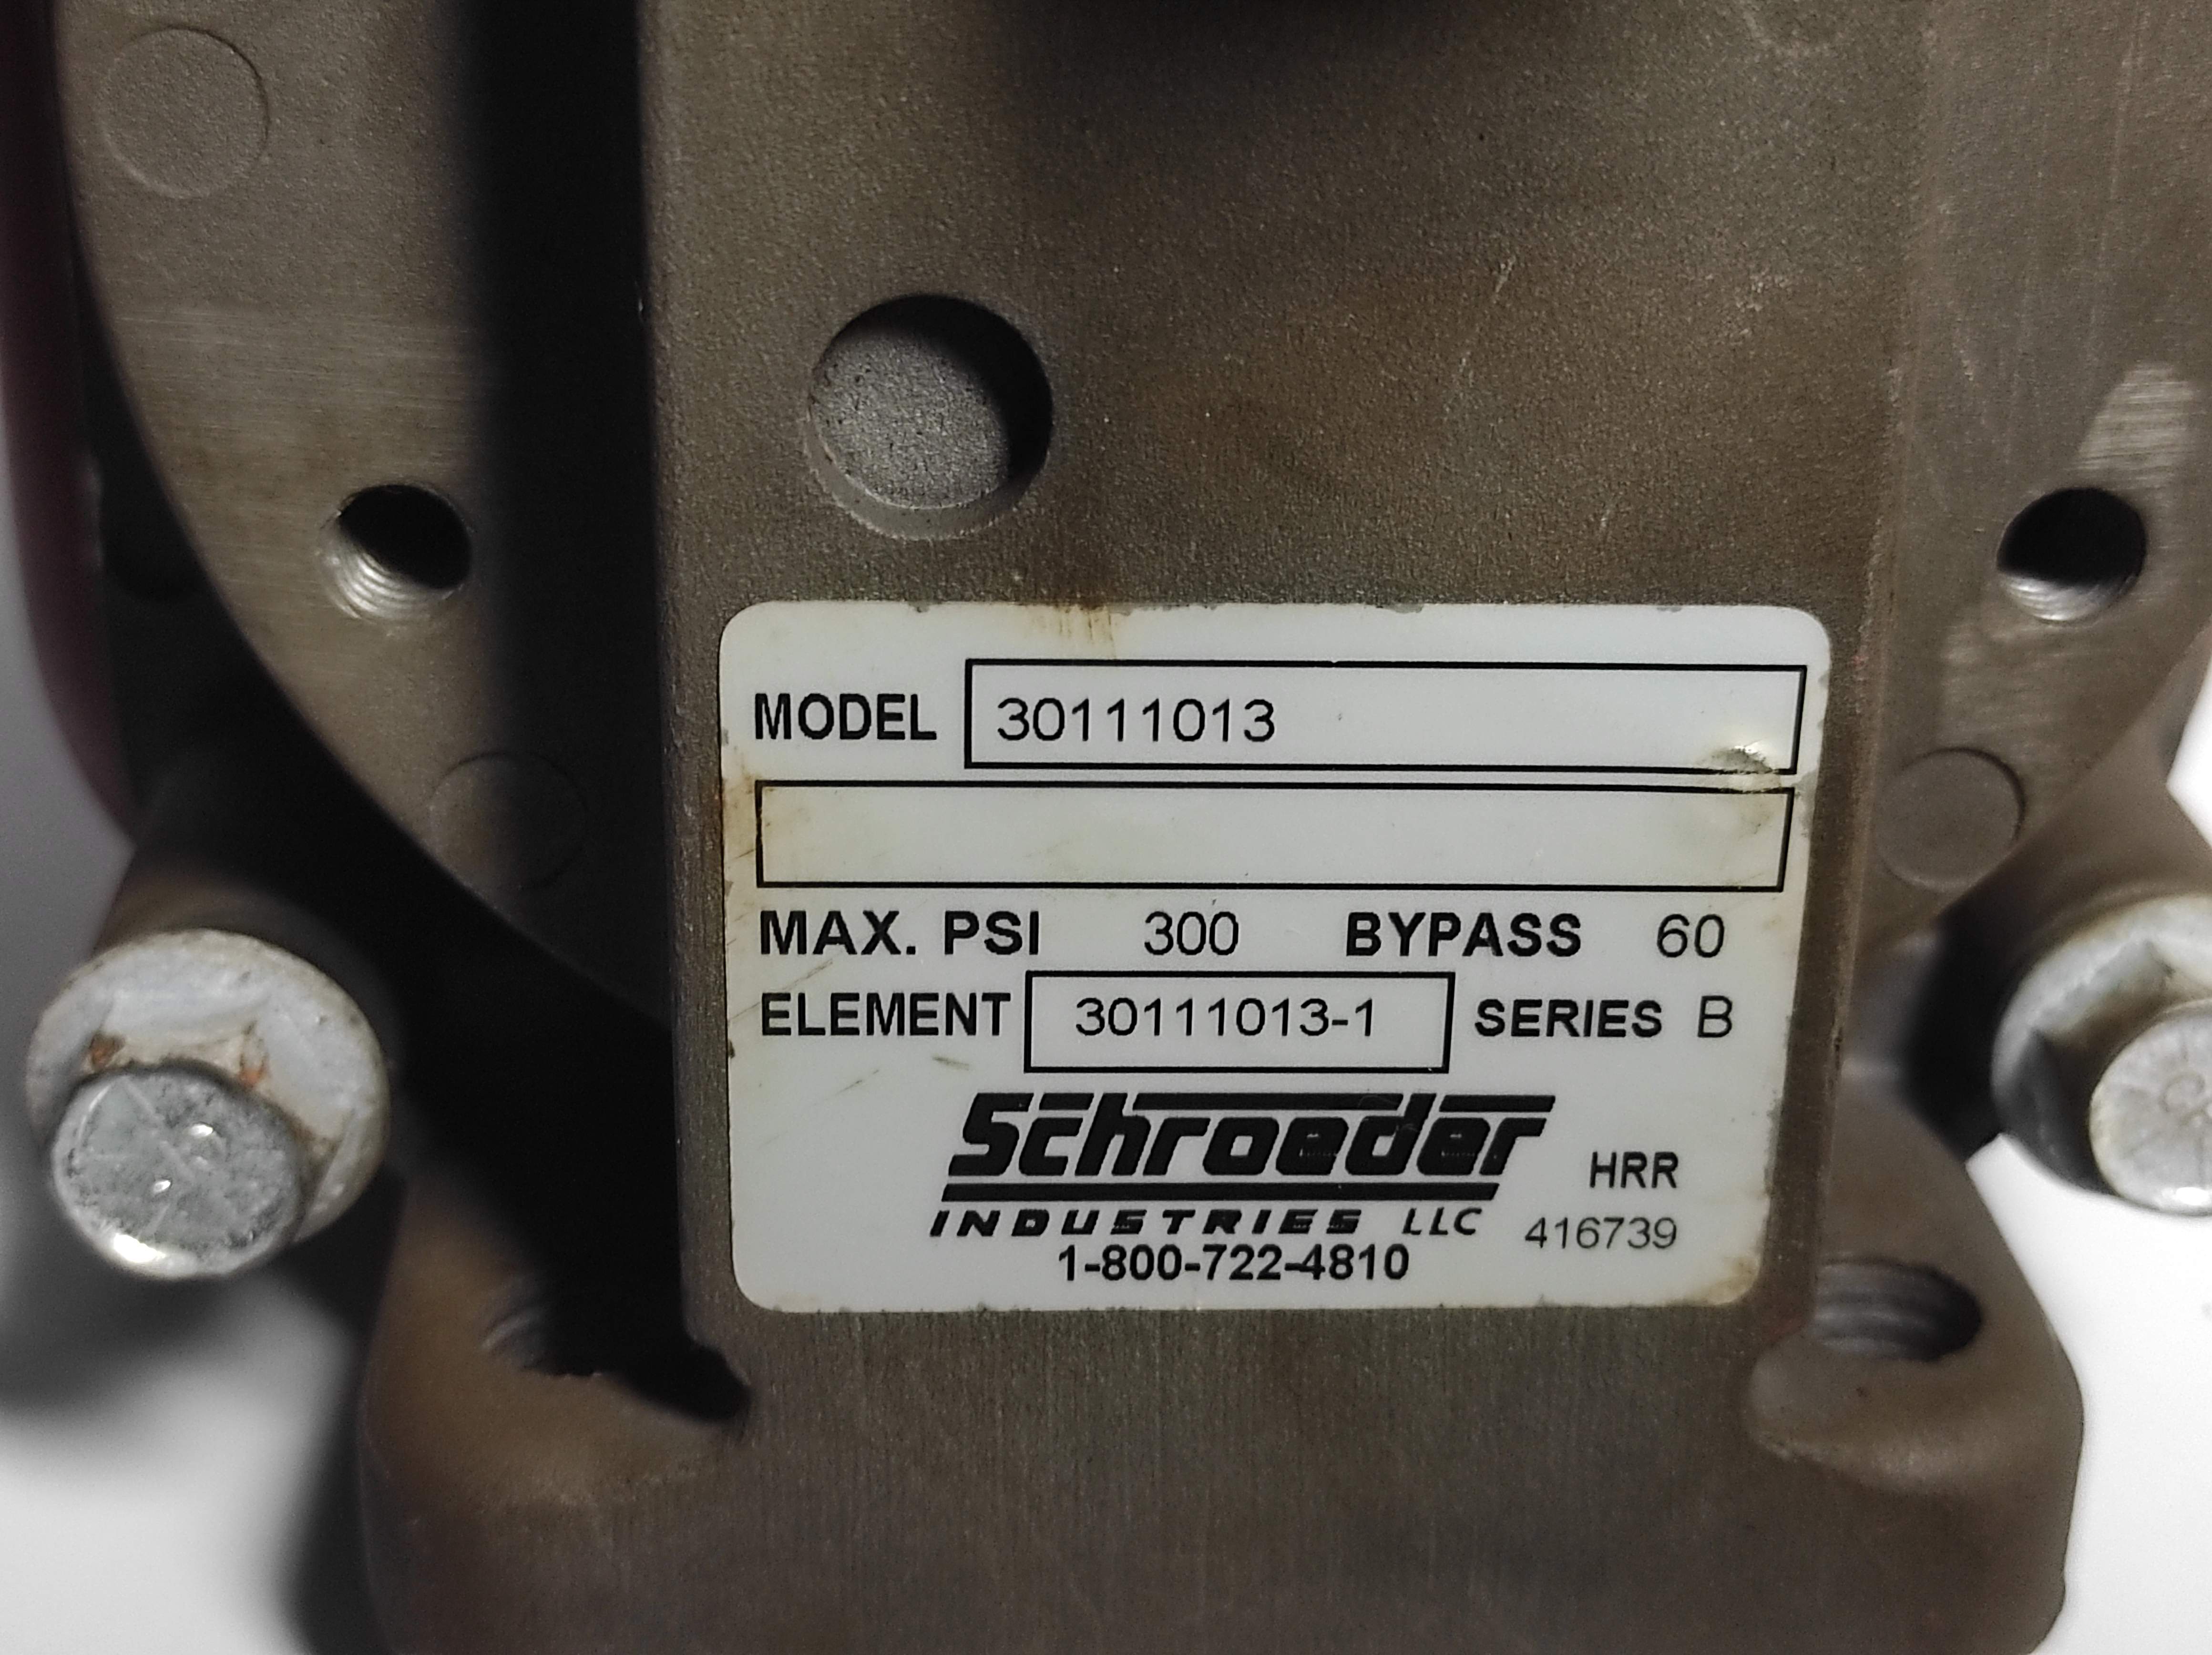 MODEL 30111013
MAX. PSI 300 BYPASS 60
ELEMENT 30111013-1 SERIES B
Schroeder
INDUSTRIES LLC
HRR
416739
1-800-722-4810